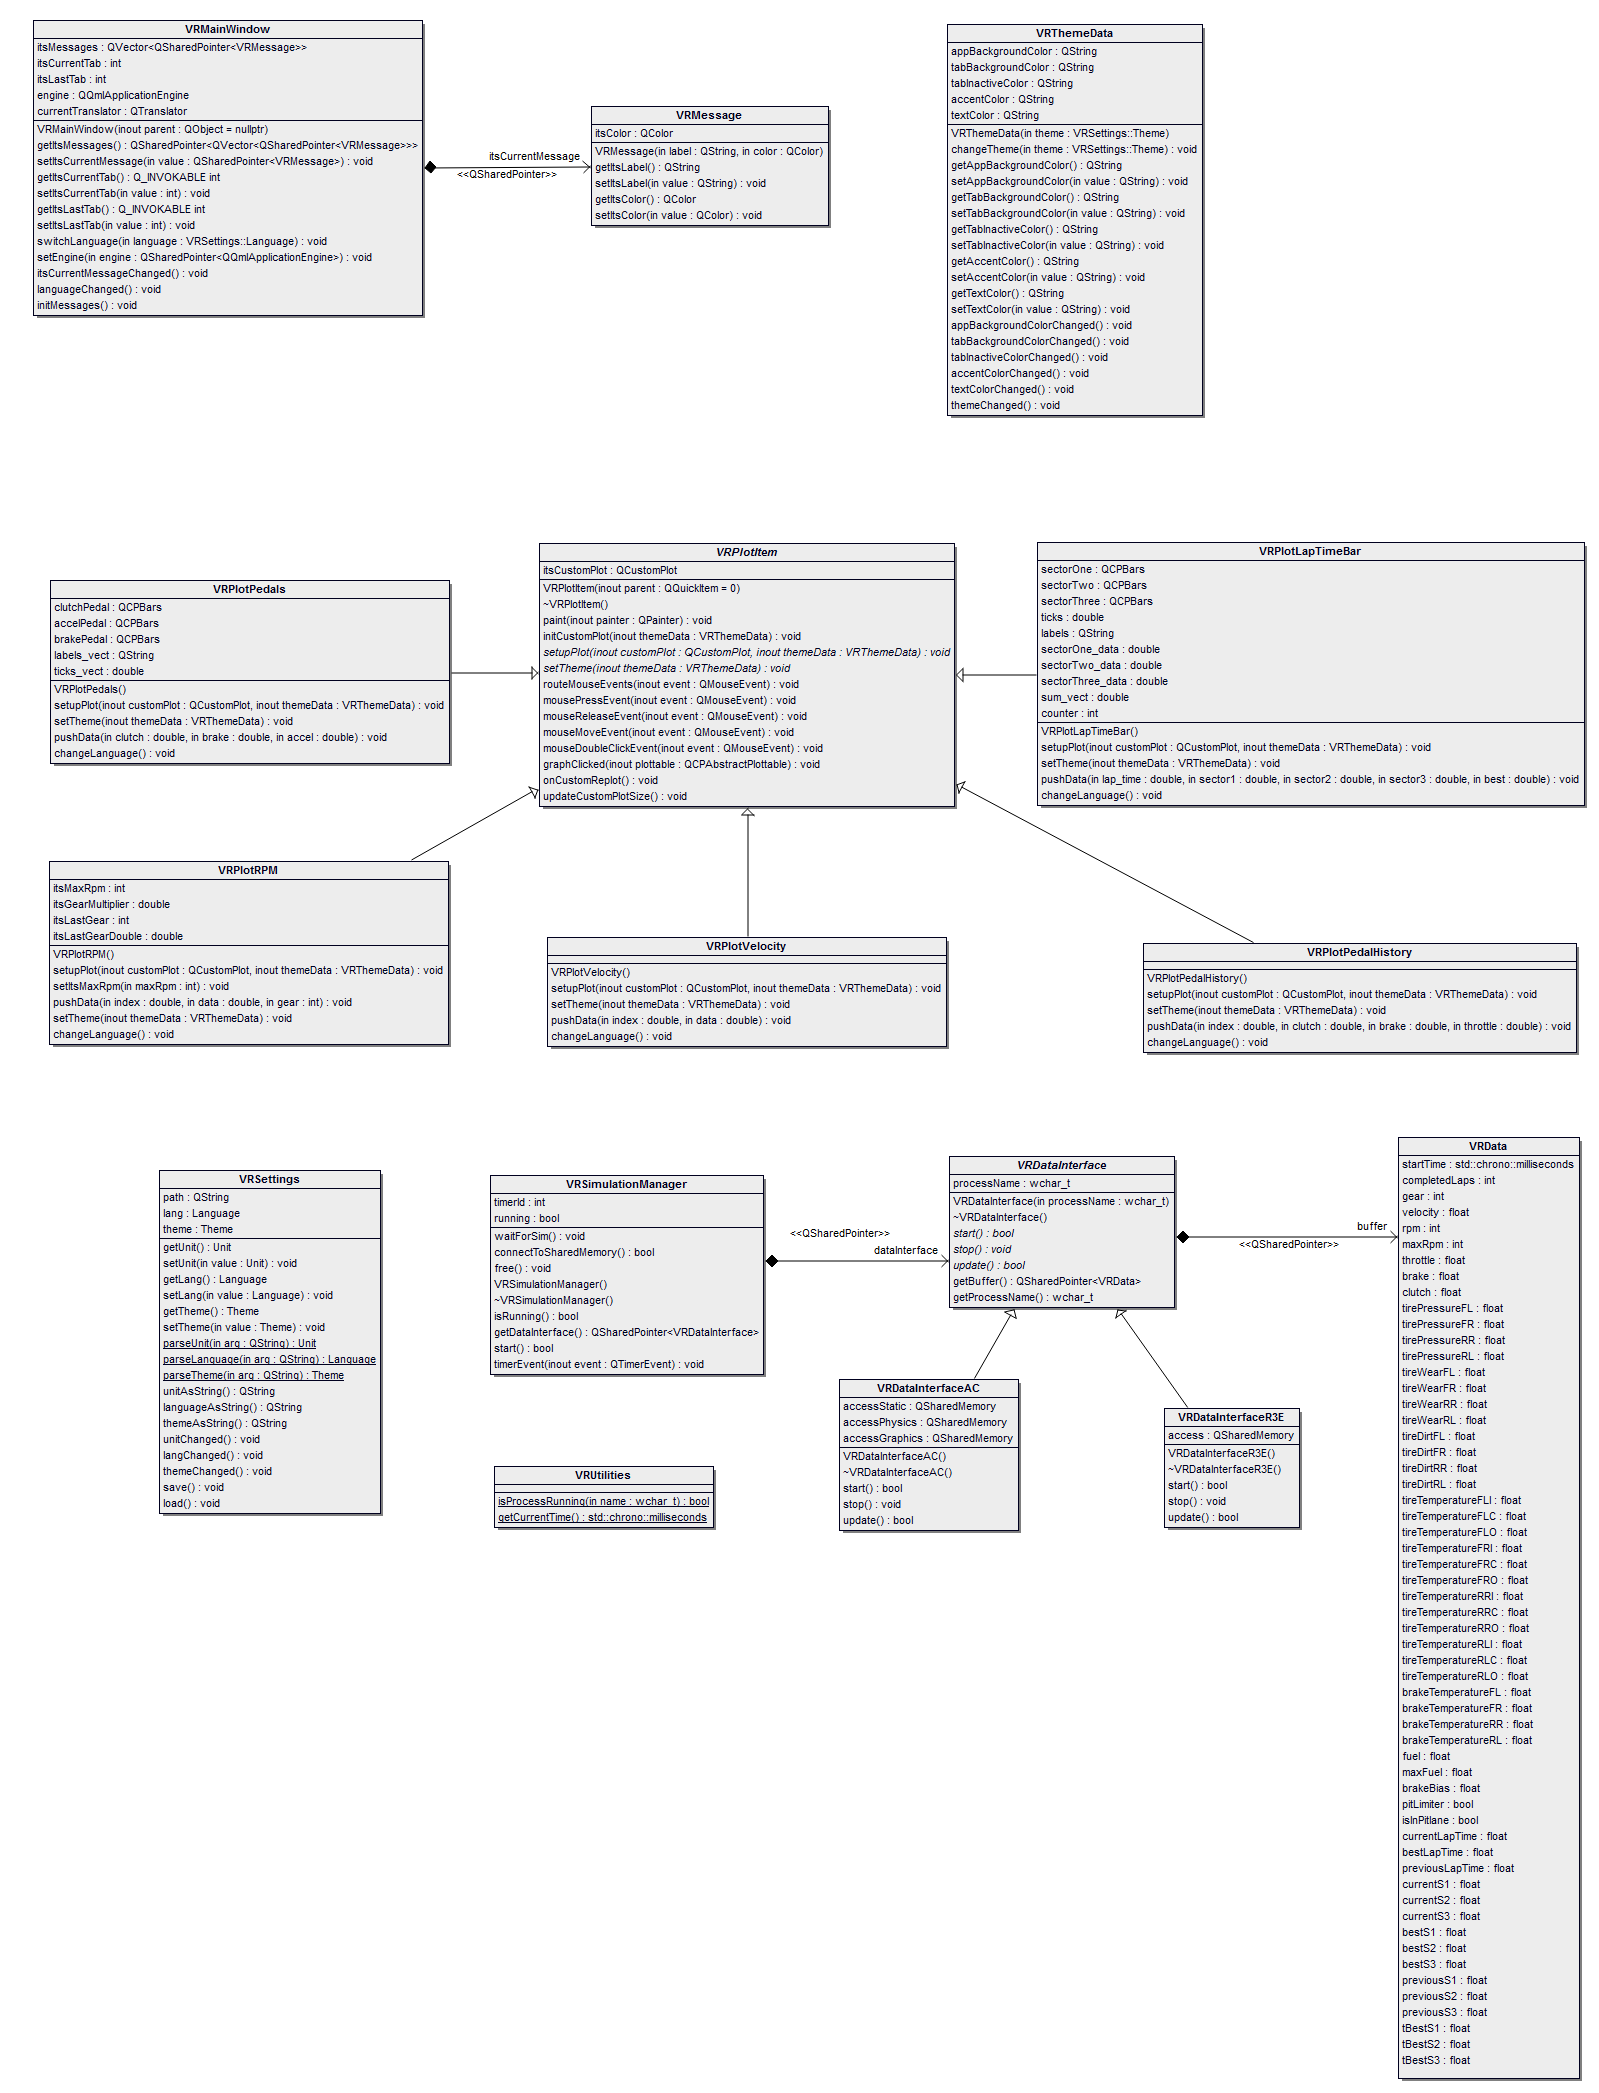 VRMainWindow
itsMessages : QVector<QSharedPointer<VRMessage>>
itsCurrentTab : int
itsLastTab : int
engine : QQmlApplicationEngine
currentTranslator : QTranslator
VRMainWindow(inout parent : QObject = nullptr)
getItsMessages() : QSharedPointer<QVector<QSharedPointer<VRMessage>>>
setItsCurrentMessage(in value : QSharedPointer<VRMessage>) : void
getItsCurrentTab() : Q_INVOKABLE int
setItsCurrentTab(in value : int) : void
getItsLastTab() : Q_INVOKABLE int
setItsLastTab(in value : int) : void
switchLanguage(in language : VRSettings::Language) : void
setEngine(in engine : QSharedPointer<QQmlApplicationEngine>) : void
itsCurrentMessageChanged() : void
languageChanged() : void
initMessages() : void
itsCurrentMessage
<<QSharedPointer>>
VRMessage
itsColor : QColor
VRMessage(in label : QString, in color : QColor)
getItsLabel() : QString
setItsLabel(in value : QString) : void
getItsColor() : QColor
setItsColor(in value : QColor) : void
VRThemeData
appBackgroundColor : QString
tabBackgroundColor : QString
tabInactiveColor : QString
accentColor : QString
textColor : QString
VRThemeData(in theme : VRSettings::Theme)
changeTheme(in theme : VRSettings::Theme) : void
getAppBackgroundColor() : QString
setAppBackgroundColor(in value : QString) : void
getTabBackgroundColor() : QString
setTabBackgroundColor(in value : QString) : void
getTabInactiveColor() : QString
setTabInactiveColor(in value : QString) : void
getAccentColor() : QString
setAccentColor(in value : QString) : void
getTextColor() : QString
setTextColor(in value : QString) : void
appBackgroundColorChanged() : void
tabBackgroundColorChanged() : void
tabInactiveColorChanged() : void
accentColorChanged() : void
textColorChanged() : void
themeChanged() : void
VRPlotPedals
clutchPedal : QCPBars
accelPedal : QCPBars
brakePedal : QCPBars
labels_vect : QString
ticks_vect : double
VRPlotPedals()
setupPlot(inout customPlot : QCustomPlot, inout themeData : VRThemeData) : void
setTheme(inout themeData : VRThemeData) : void
pushData(in clutch : double, in brake : double, in accel : double) : void
changeLanguage() : void
VRPlotItem
itsCustomPlot : QCustomPlot
VRPlotItem(inout parent : QQuickItem = 0)
~VRPlotItem()
paint(inout painter : QPainter) : void
initCustomPlot(inout themeData : VRThemeData) : void
setupPlot(inout customPlot : QCustomPlot, inout themeData : VRThemeData) : void
setTheme(inout themeData : VRThemeData) : void
routeMouseEvents(inout event : QMouseEvent) : void
mousePressEvent(inout event : QMouseEvent) : void
mouseReleaseEvent(inout event : QMouseEvent) : void
mouseMoveEvent(inout event : QMouseEvent) : void
mouseDoubleClickEvent(inout event : QMouseEvent) : void
graphClicked(inout plottable : QCPAbstractPlottable) : void
onCustomReplot() : void
updateCustomPlotSize() : void
VRPlotLapTimeBar
sectorOne : QCPBars
sectorTwo : QCPBars
sectorThree : QCPBars
ticks : double
labels : QString
sectorOne_data : double
sectorTwo_data : double
sectorThree_data : double
sum_vect : double
counter : int
VRPlotLapTimeBar()
setupPlot(inout customPlot : QCustomPlot, inout themeData : VRThemeData) : void
setTheme(inout themeData : VRThemeData) : void
pushData(in lap_time : double, in sector1 : double, in sector2 : double, in sector3 : double, in best : double) : void
changeLanguage() : void
VRPlotRPM
itsMaxRpm : int
itsGearMultiplier : double
itsLastGear : int
itsLastGearDouble : double
VRPlotRPM()
setupPlot(inout customPlot : QCustomPlot, inout themeData : VRThemeData) : void
setItsMaxRpm(in maxRpm : int) : void
pushData(in index : double, in data : double, in gear : int) : void
setTheme(inout themeData : VRThemeData) : void
changeLanguage() : void
VRPlotVelocity
VRPlotVelocity()
setupPlot(inout customPlot : QCustomPlot, inout themeData : VRThemeData) : void
setTheme(inout themeData : VRThemeData) : void
pushData(in index : double, in data : double) : void
changeLanguage() : void
VRPlotPedalHistory
VRPlotPedalHistory()
setupPlot(inout customPlot : QCustomPlot, inout themeData : VRThemeData) : void
setTheme(inout themeData : VRThemeData) : void
pushData(in index : double, in clutch : double, in brake : double, in throttle : double) : void
changeLanguage() : void
VRSettings
path : QString
lang : Language
theme : Theme
getUnit() : Unit
setUnit(in value : Unit) : void
getLang() : Language
setLang(in value : Language) : void
getTheme() : Theme
setTheme(in value : Theme) : void
parseUnit(in arg : QString) : Unit
parseLanguage(in arg : QString) : Language
parseTheme(in arg : QString) : Theme
unitAsString() : QString
languageAsString() : QString
themeAsString() : QString
unitChanged() : void
langChanged() : void
themeChanged() : void
save() : void
load() : void
VRSimulationManager
timerId : int
running : bool
waitForSim() : void
connectToSharedMemory() : bool
free() : void
VRSimulationManager()
~VRSimulationManager()
isRunning() : bool
getDataInterface() : QSharedPointer<VRDataInterface>
start() : bool
timerEvent(inout event : QTimerEvent) : void
<<QSharedPointer>>
dataInterface
VRUtilities
isProcessRunning(in name : wchar_t) : bool
getCurrentTime() : std::chrono::milliseconds
VRDataInterface
processName : wchar_t
VRDataInterface(in processName : wchar_t)
~VRDataInterface()
start() : bool
stop() : void
update() : bool
getBuffer() : QSharedPointer<VRData>
getProcessName() : wchar_t
buffer
<<QSharedPointer>>
VRDataInterfaceAC
accessStatic : QSharedMemory
accessPhysics : QSharedMemory
accessGraphics : QSharedMemory
VRDataInterfaceAC()
~VRDataInterfaceAC()
start() : bool
stop() : void
update() : bool
VRDataInterfaceR3E
access : QSharedMemory
VRDataInterfaceR3E()
~VRDataInterfaceR3E()
start() : bool
stop() : void
update() : bool
VRData
startTime : std::chrono::milliseconds
completedLaps : int
gear : int
velocity : float
rpm : int
maxRpm : int
throttle : float
brake : float
clutch : float
tirePressureFL : float
tirePressureFR : float
tirePressureRR : float
tirePressureRL : float
tireWearFL : float
tireWearFR : float
tireWearRR : float
tireWearRL : float
tireDirtFL : float
tireDirtFR : float
tireDirtRR : float
tireDirtRL : float
tireTemperatureFLI : float
tireTemperatureFLC : float
tireTemperatureFLO : float
tireTemperatureFRI : float
tireTemperatureFRC : float
tireTemperatureFRO : float
tireTemperatureRRI : float
tireTemperatureRRC : float
tireTemperatureRRO : float
tireTemperatureRLI : float
tireTemperatureRLC : float
tireTemperatureRLO : float
brakeTemperatureFL : float
brakeTemperatureFR : float
brakeTemperatureRR : float
brakeTemperatureRL : float
fuel : float
maxFuel : float
brakeBias : float
pitLimiter : bool
isInPitlane : bool
currentLapTime : float
bestLapTime : float
previousLapTime : float
currentS1 : float
currentS2 : float
currentS3 : float
bestS1 : float
bestS2 : float
bestS3 : float
previousS1 : float
previousS2 : float
previousS3 : float
tBestS1 : float
tBestS2 : float
tBestS3 : float